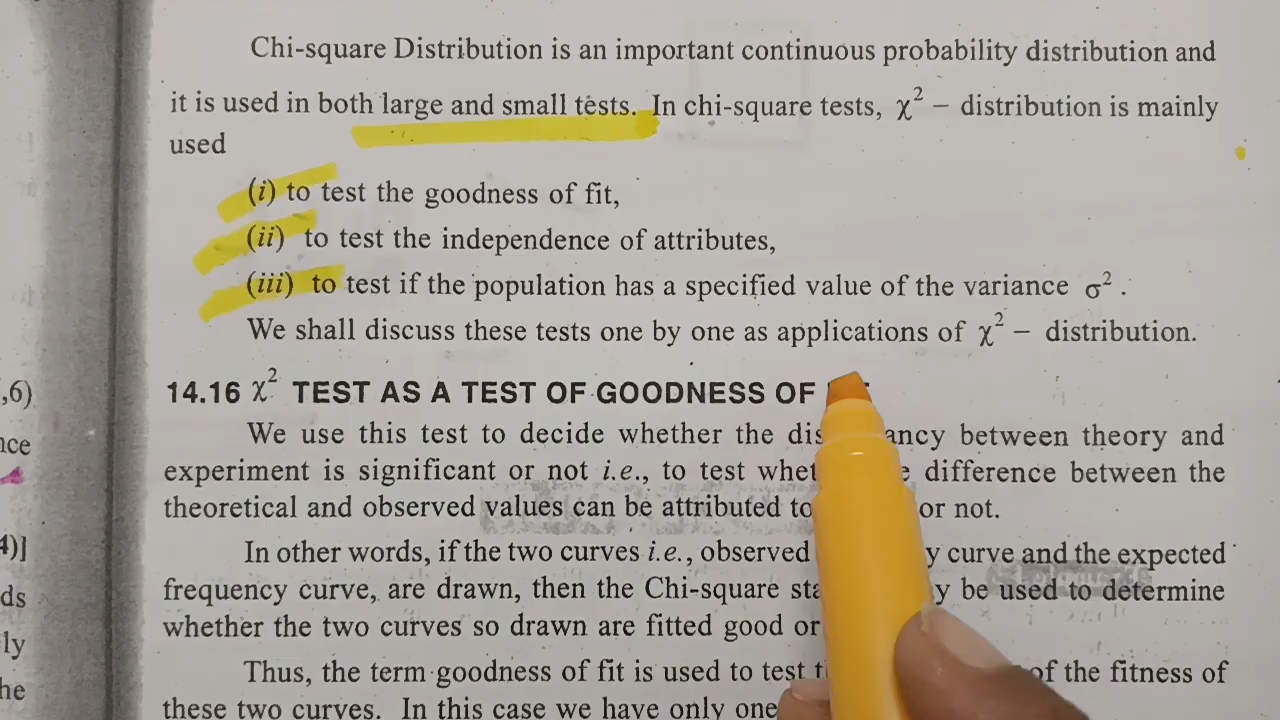 Chi-square Distribution is an important continuous probability distribution and
it is used in both large and small tests. In chi-square tests, χ² – distribution is mainly
used
(i) to test the goodness of fit,
(ii) to test the independence of attributes,
(iii) to test if the population has a specified value of the variance σ² .
We shall discuss these tests one by one as applications of χ² – distribution.
,6)
14.16 χ² TEST AS A TEST OF GOODNESS OF
We use this test to decide whether the between theory and
experiment is significant or not i.e., to test difference between the
theoretical and observed values can be attributed to or not.
4)]
In other words, if the two curves i.e., observed curve and the expected
ds
frequency curve, are drawn, then the Chi-square be used to determine
ly
whether the two curves so drawn are fitted good or
Thus, the term goodness of fit is used to test of the fitness of
these two curves. In this case we have only one